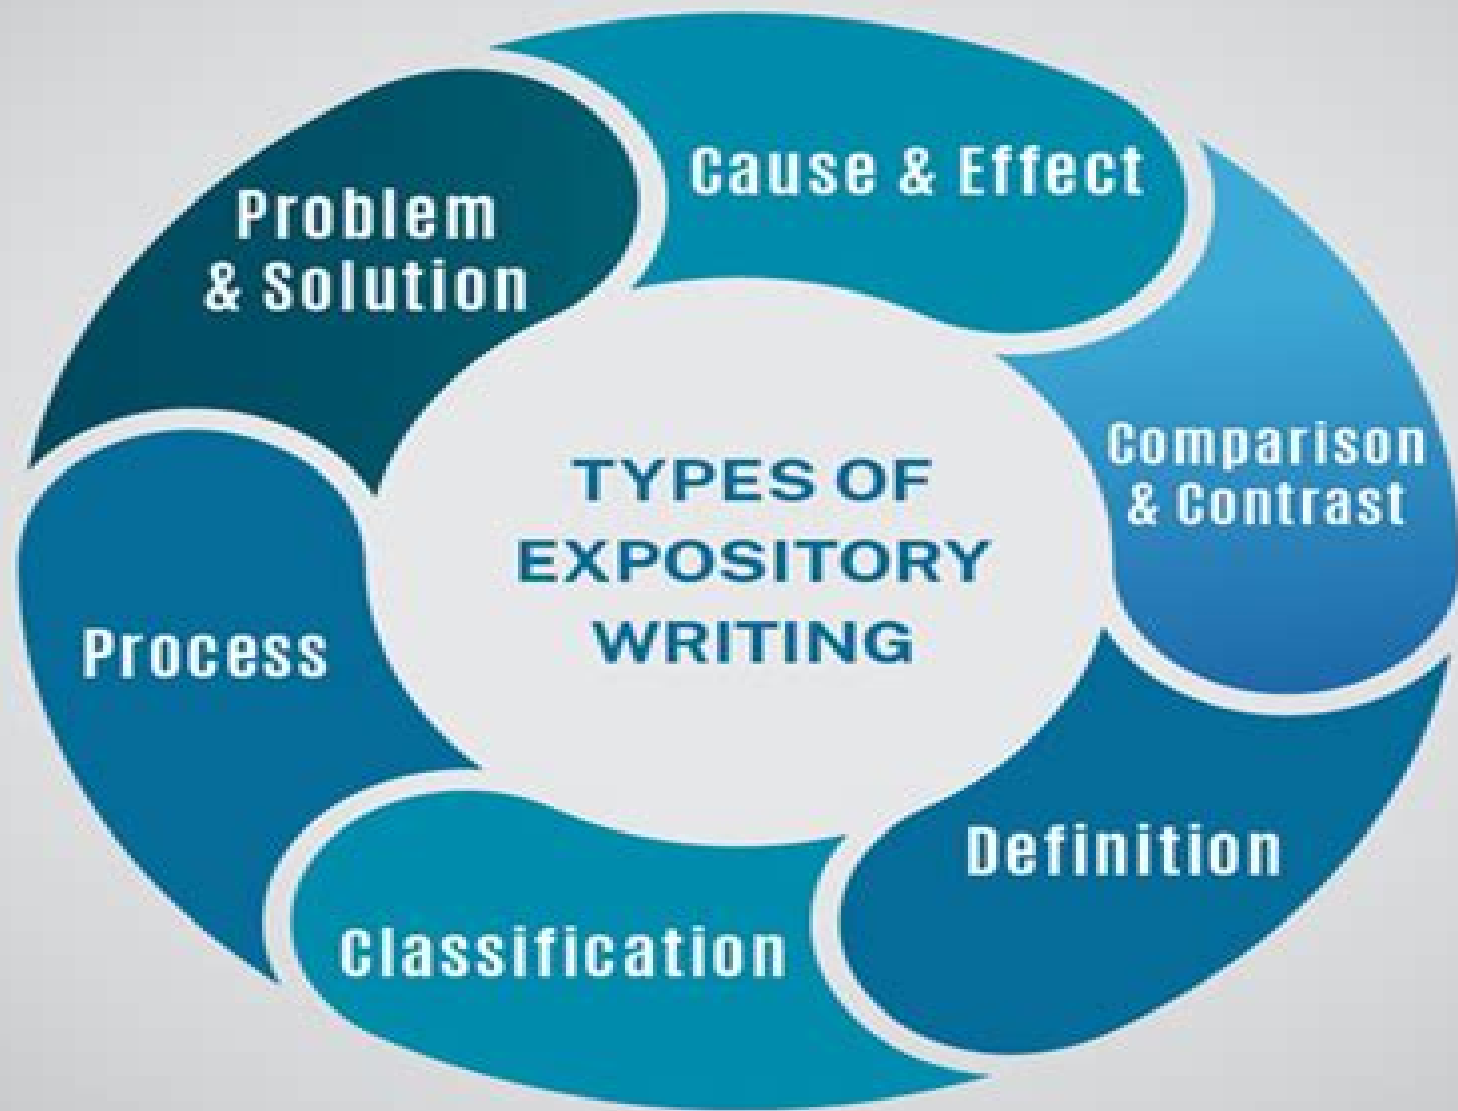 TYPES OF
EXPOSITORY
WRITING
Cause & Effect
Comparison
& Contrast
Definition
Classification
Process
Problem
& Solution